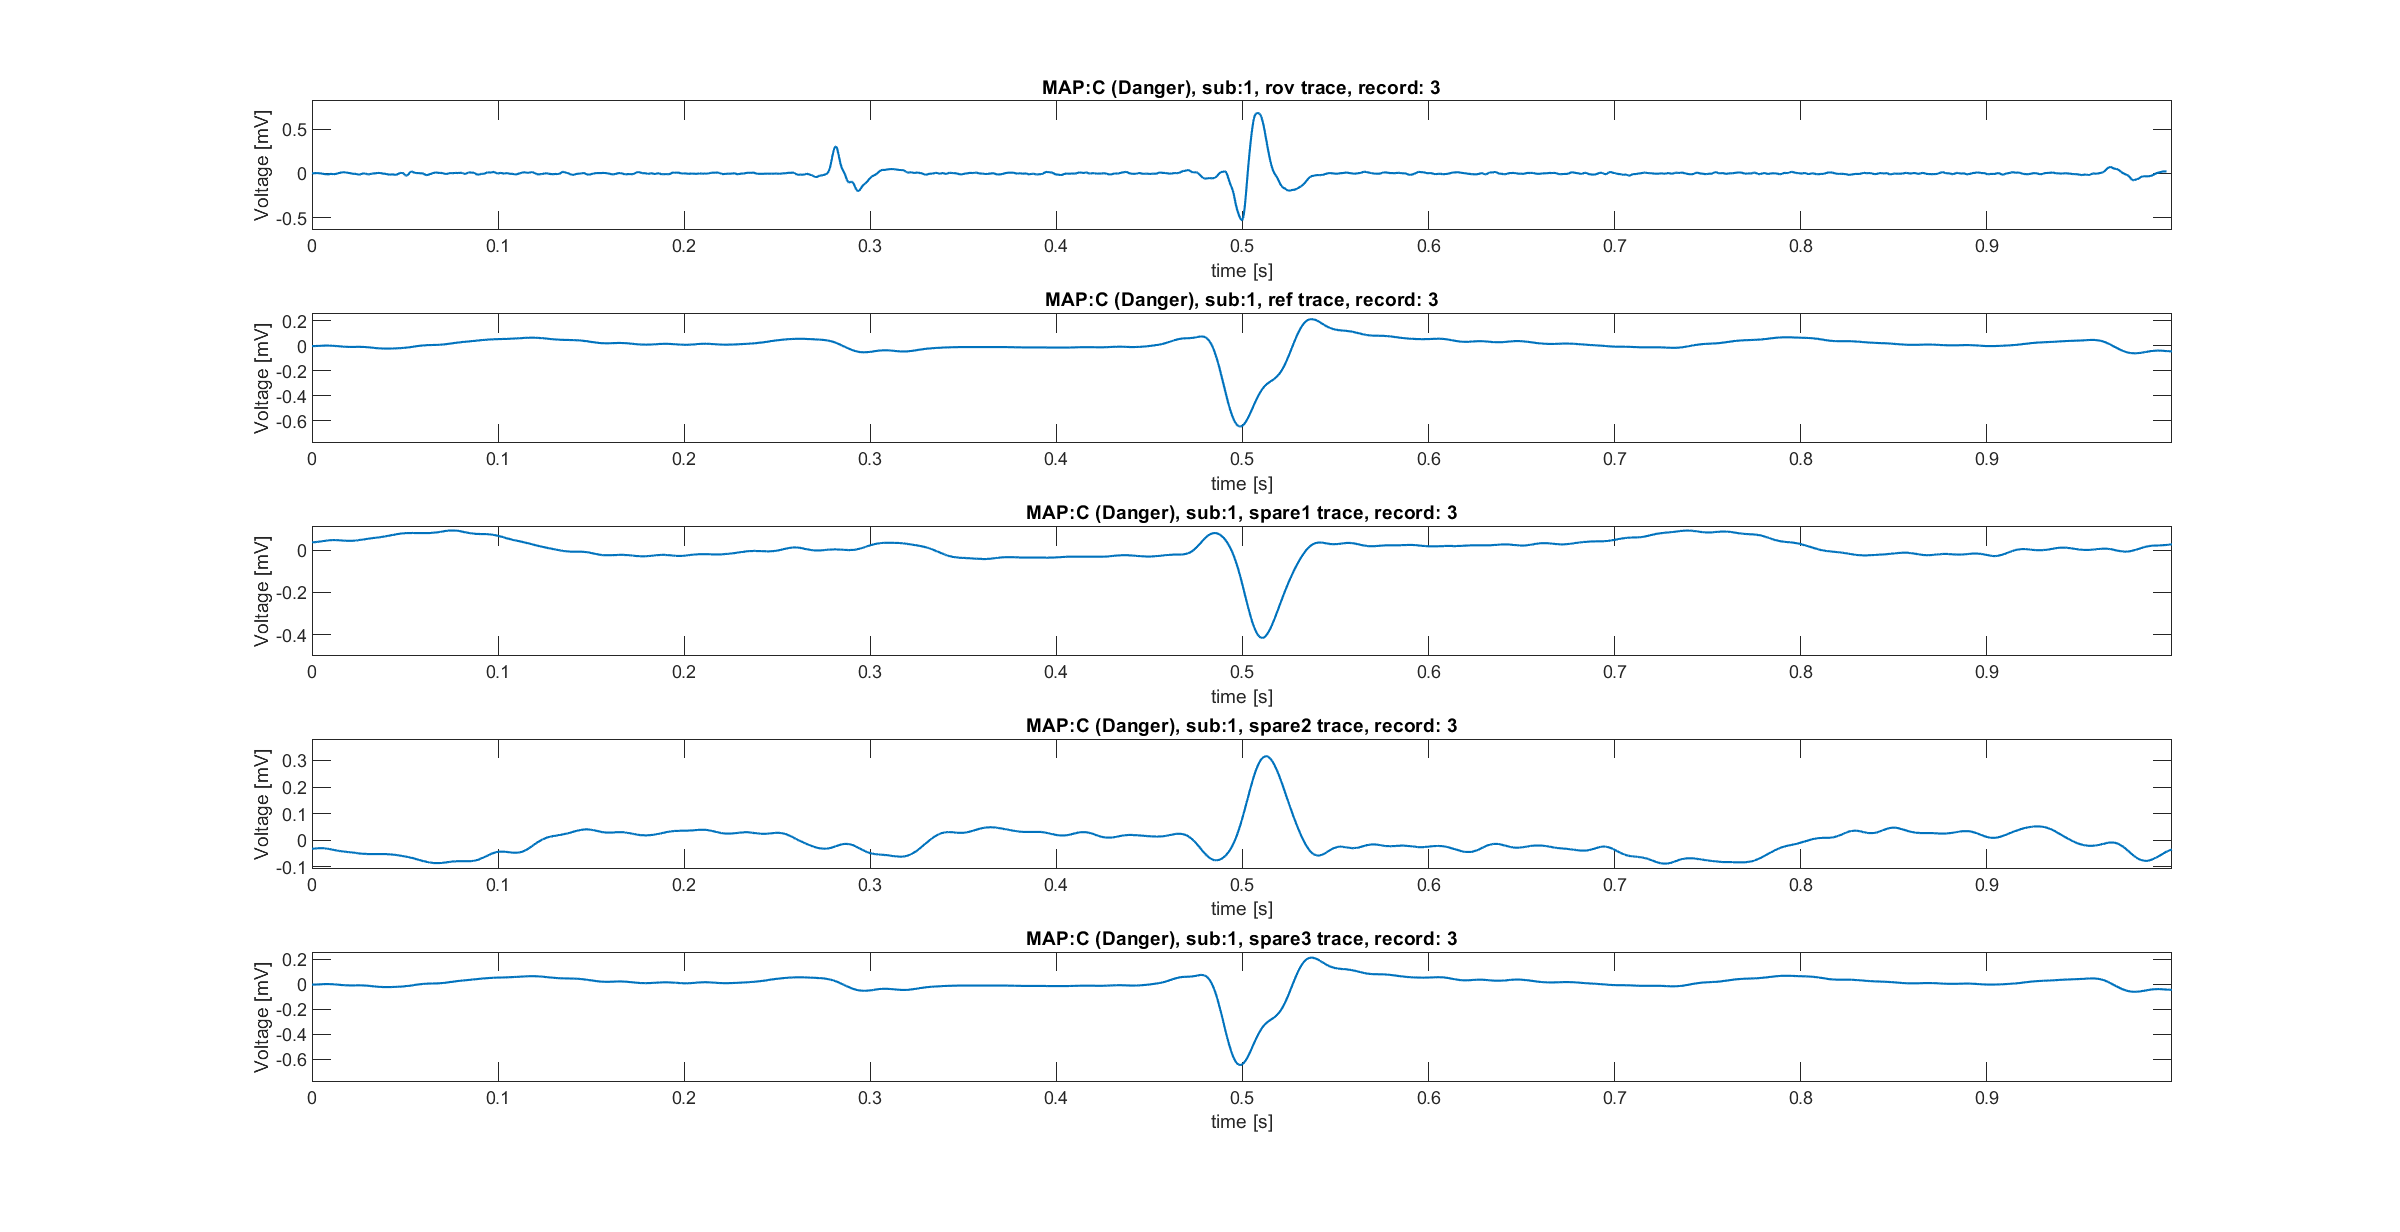 MAP:C (Danger), sub:1, rov trace, record: 3
Voltage [mV]
0.5
0
-0.5
0 0.1 0.2 0.3 0.4 0.5 0.6 0.7 0.8 0.9
time [s]
MAP:C (Danger), sub:1, ref trace, record: 3
Voltage [mV]
0.2
0
-0.2
-0.4
-0.6
0 0.1 0.2 0.3 0.4 0.5 0.6 0.7 0.8 0.9
time [s]
MAP:C (Danger), sub:1, spare1 trace, record: 3
Voltage [mV]
0
-0.2
-0.4
0 0.1 0.2 0.3 0.4 0.5 0.6 0.7 0.8 0.9
time [s]
MAP:C (Danger), sub:1, spare2 trace, record: 3
Voltage [mV]
0.3
0.2
0.1
0
-0.1
0 0.1 0.2 0.3 0.4 0.5 0.6 0.7 0.8 0.9
time [s]
MAP:C (Danger), sub:1, spare3 trace, record: 3
Voltage [mV]
0.2
0
-0.2
-0.4
-0.6
0 0.1 0.2 0.3 0.4 0.5 0.6 0.7 0.8 0.9
time [s]